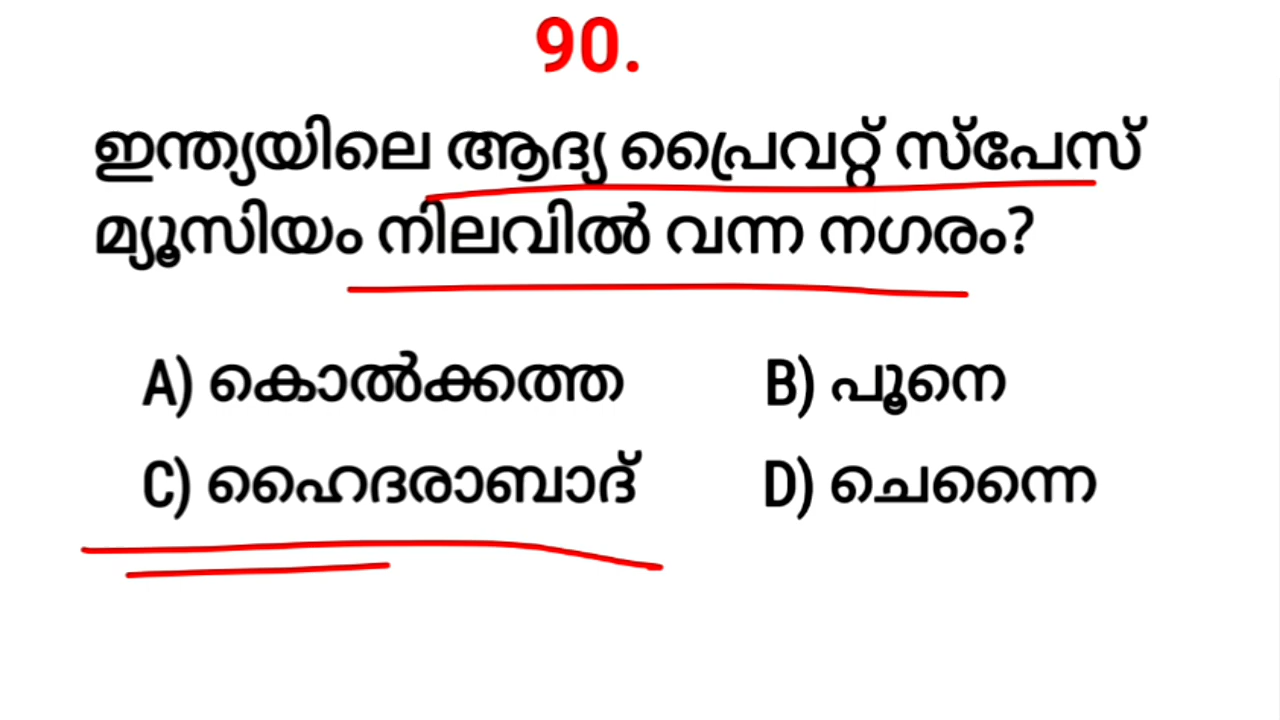 90.
ഇന്ത്യയിലെ ആദ്യ പ്രൈവറ്റ് സ്പേസ്
മ്യൂസിയം നിലവിൽ വന്ന നഗരം?
A) കൊൽക്കത്ത B) പൂനെ
C) ഹൈദരാബാദ് D) ചെന്നൈ